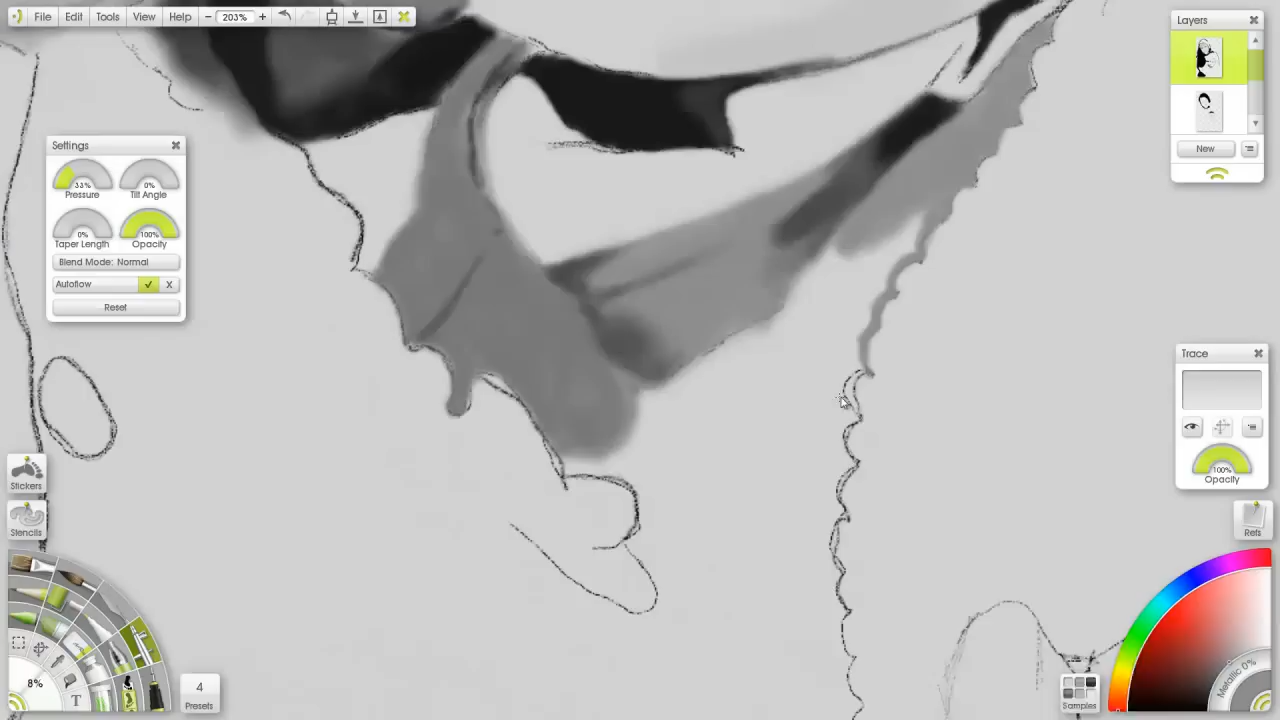 File Edit Tools View Help − 203% +
Layers
New
Settings
33% 0%
Pressure Tilt Angle
0% 100%
Taper Length Opacity
Blend Mode: Normal
Autoflow ✓ X
Reset
Trace
100%
Opacity
Stickers
Stencils
Refs
8%
T
4
Presets
Samples
Metallic 0%